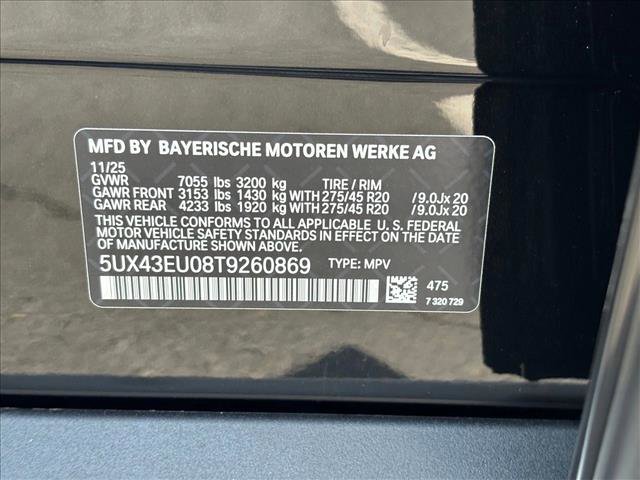 MFD BY BAYERISCHE MOTOREN WERKE AG
11/25
GVWR 7055 lbs 3200 kg TIRE / RIM
GAWR FRONT 3153 lbs 1430 kg WITH 275/45 R20 / 9.0Jx 20
GAWR REAR 4233 lbs 1920 kg WITH 275/45 R20 / 9.0Jx 20
THIS VEHICLE CONFORMS TO ALL APPLICABLE U. S. FEDERAL
MOTOR VEHICLE SAFETY STANDARDS IN EFFECT ON THE
DATE OF MANUFACTURE SHOWN ABOVE.
5UX43EU08T9260869 TYPE: MPV
475
7 320 729